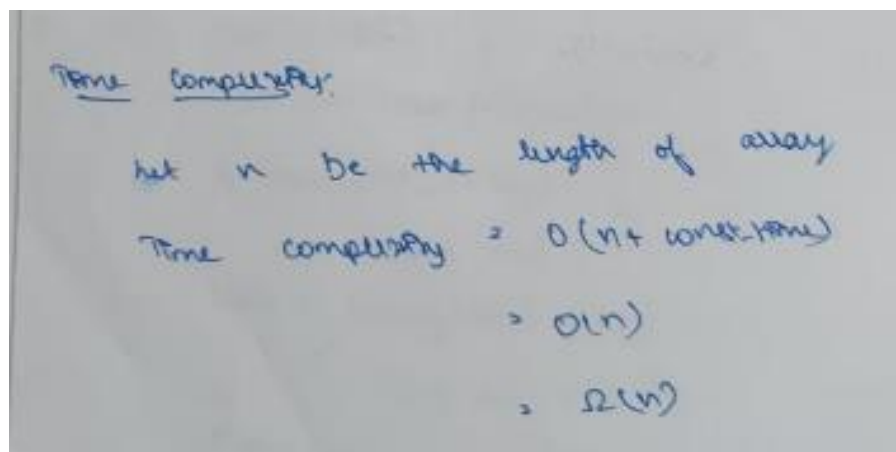 Time Complexity:
Let n be the length of array
Time complexity = O(n + const-time)
= O(n)
= Ω(n)